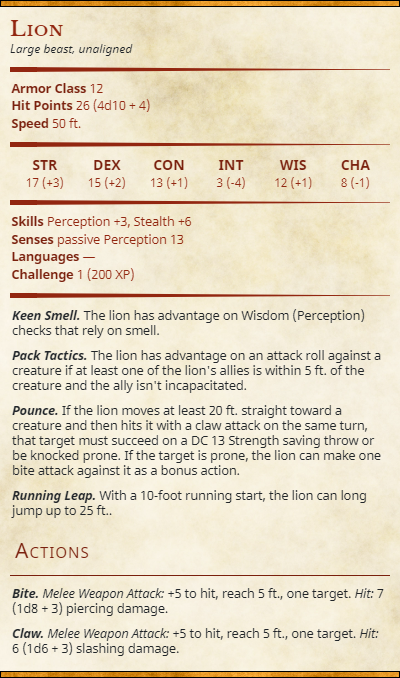 Lion
Large beast, unaligned
Armor Class 12
Hit Points 26 (4d10 + 4)
Speed 50 ft.
STR DEX CON INT WIS CHA
17 (+3) 15 (+2) 13 (+1) 3 (-4) 12 (+1) 8 (-1)
Skills Perception +3, Stealth +6
Senses passive Perception 13
Languages —
Challenge 1 (200 XP)
Keen Smell. The lion has advantage on Wisdom (Perception)
checks that rely on smell.
Pack Tactics. The lion has advantage on an attack roll against a
creature if at least one of the lion's allies is within 5 ft. of the
creature and the ally isn't incapacitated.
Pounce. If the lion moves at least 20 ft. straight toward a
creature and then hits it with a claw attack on the same turn,
that target must succeed on a DC 13 Strength saving throw or
be knocked prone. If the target is prone, the lion can make one
bite attack against it as a bonus action.
Running Leap. With a 10-foot running start, the lion can long
jump up to 25 ft..
Actions
Bite. Melee Weapon Attack: +5 to hit, reach 5 ft., one target. Hit: 7
(1d8 + 3) piercing damage.
Claw. Melee Weapon Attack: +5 to hit, reach 5 ft., one target. Hit:
6 (1d6 + 3) slashing damage.